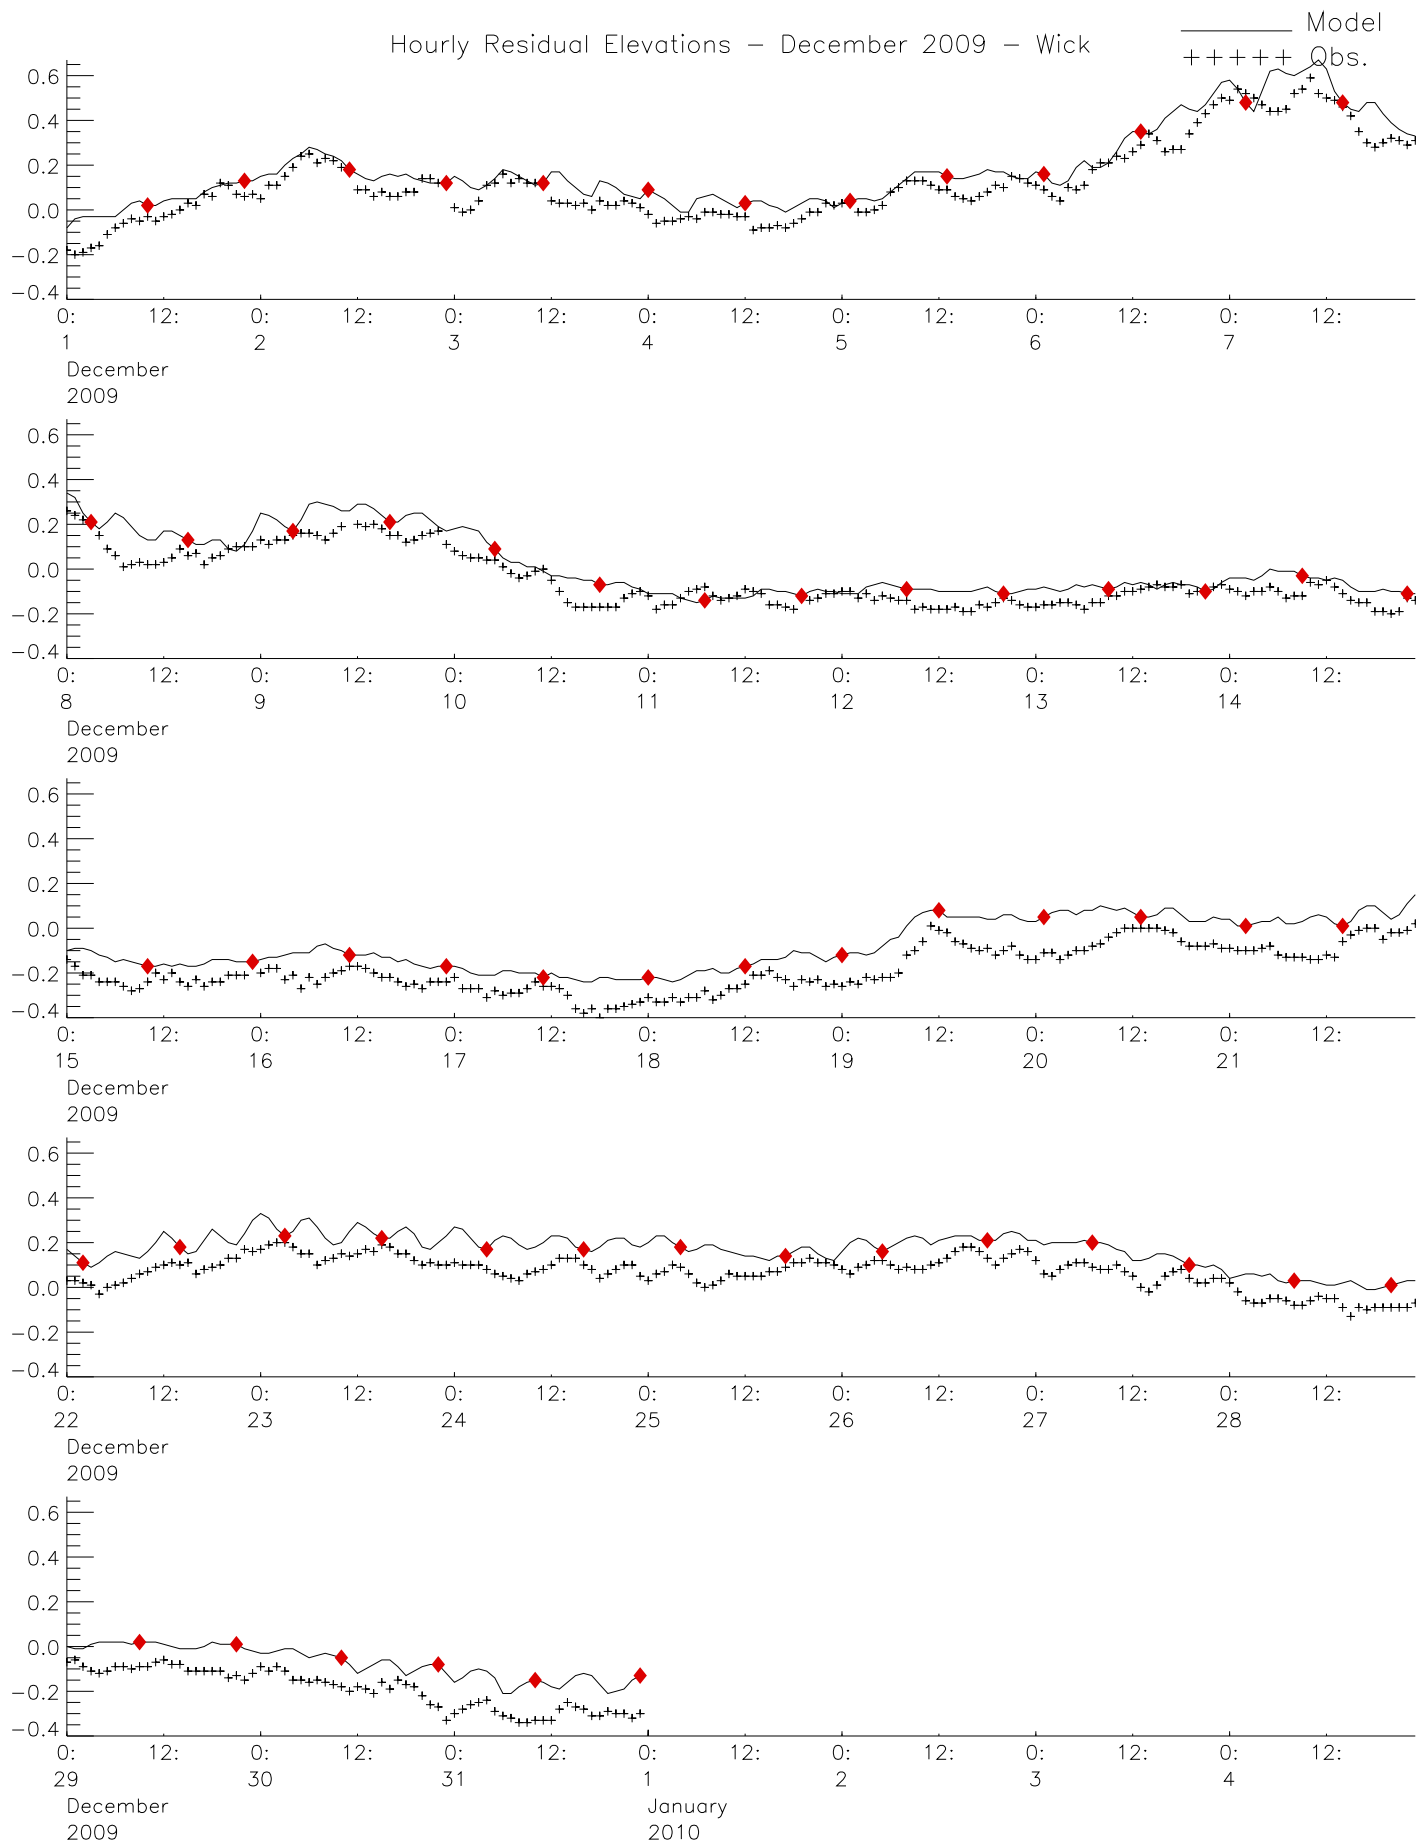 Hourly Residual Elevations – December 2009 – Wick
Model
+++++ Obs.
0.6
0.4
0.2
0.0
−0.2
−0.4
0: 12: 0: 12: 0: 12: 0: 12: 0: 12: 0: 12: 0: 12:
1 2 3 4 5 6 7
December
2009
0.6
0.4
0.2
0.0
−0.2
−0.4
0: 12: 0: 12: 0: 12: 0: 12: 0: 12: 0: 12: 0: 12:
8 9 10 11 12 13 14
December
2009
0.6
0.4
0.2
0.0
−0.2
−0.4
0: 12: 0: 12: 0: 12: 0: 12: 0: 12: 0: 12: 0: 12:
15 16 17 18 19 20 21
December
2009
0.6
0.4
0.2
0.0
−0.2
−0.4
0: 12: 0: 12: 0: 12: 0: 12: 0: 12: 0: 12: 0: 12:
22 23 24 25 26 27 28
December
2009
0.6
0.4
0.2
0.0
−0.2
−0.4
0: 12: 0: 12: 0: 12: 0: 12: 0: 12: 0: 12: 0: 12:
29 30 31 1 2 3 4
December January
2009 2010